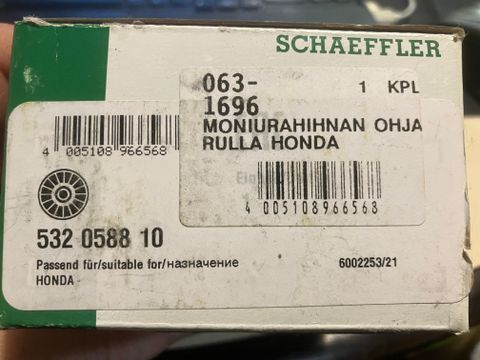 SCHAEFFLER
063-
1696
1 KPL
MONIURAHIHNAN OHJA
RULLA HONDA
4 005108 966568
4 005108 966568
532 0588 10
Passend für/suitable for/назначение
HONDA
6002253/21